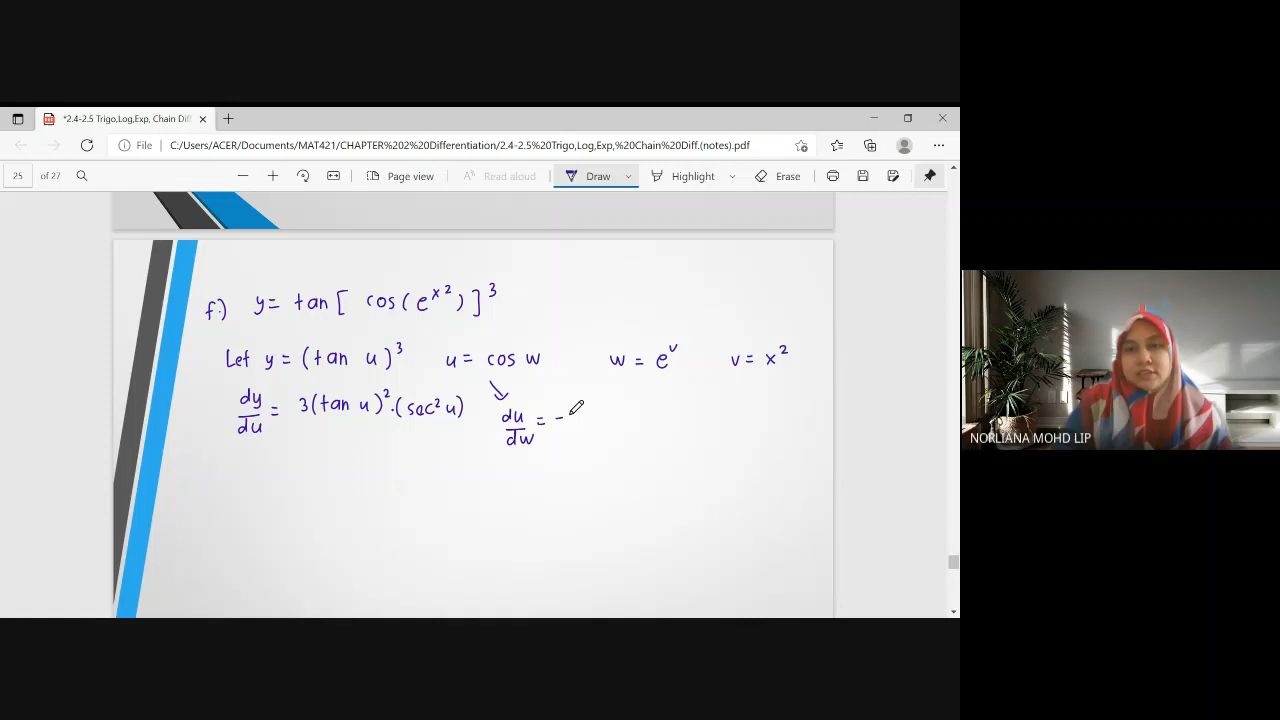 *2.4-2.5 Trigo,Log,Exp, Chain Dif
File C:/Users/ACER/Documents/MAT421/CHAPTER%202%20Differentiation/2.4-2.5%20Trigo,Log,Exp,%20Chain%20Diff.(notes).pdf
25 of 27 Page view Read aloud Draw Highlight Erase
f.) y = tan [ cos ( e^x^2 ) ]^3
Let y = (tan u)^3 u = cos w w = e^v v = x^2
dy/du = 3(tan u)^2 . (sec^2 u) du/dw = -
NORLIANA MOHD LIP